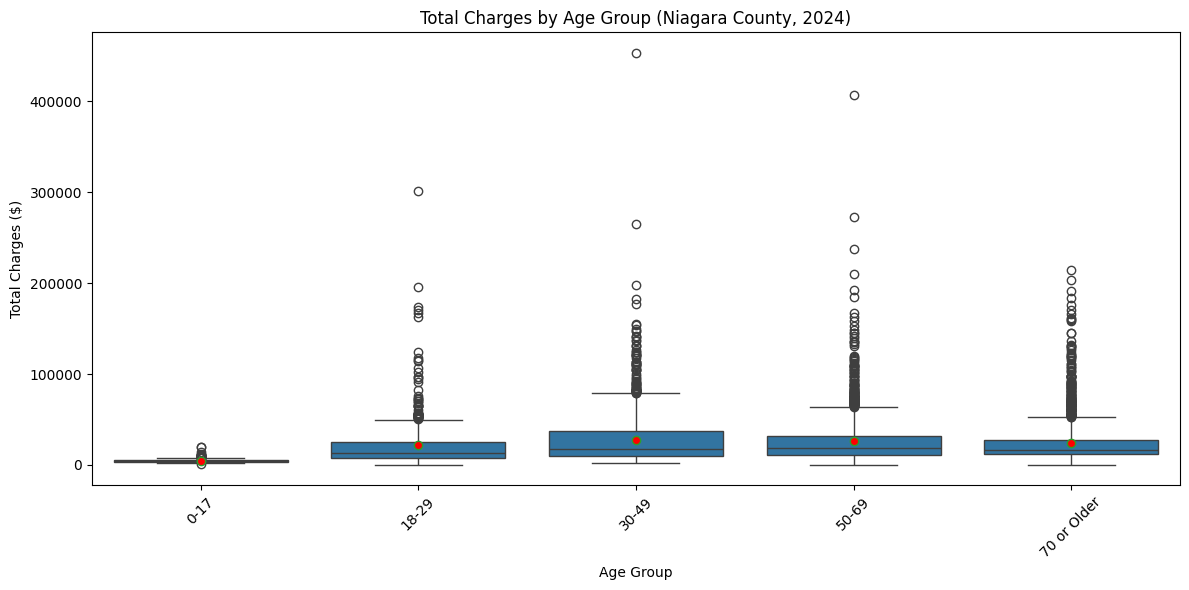 Total Charges by Age Group (Niagara County, 2024)
Total Charges ($)
400000
300000
200000
100000
0
0-17
18-29
30-49
50-69
70 or Older
Age Group